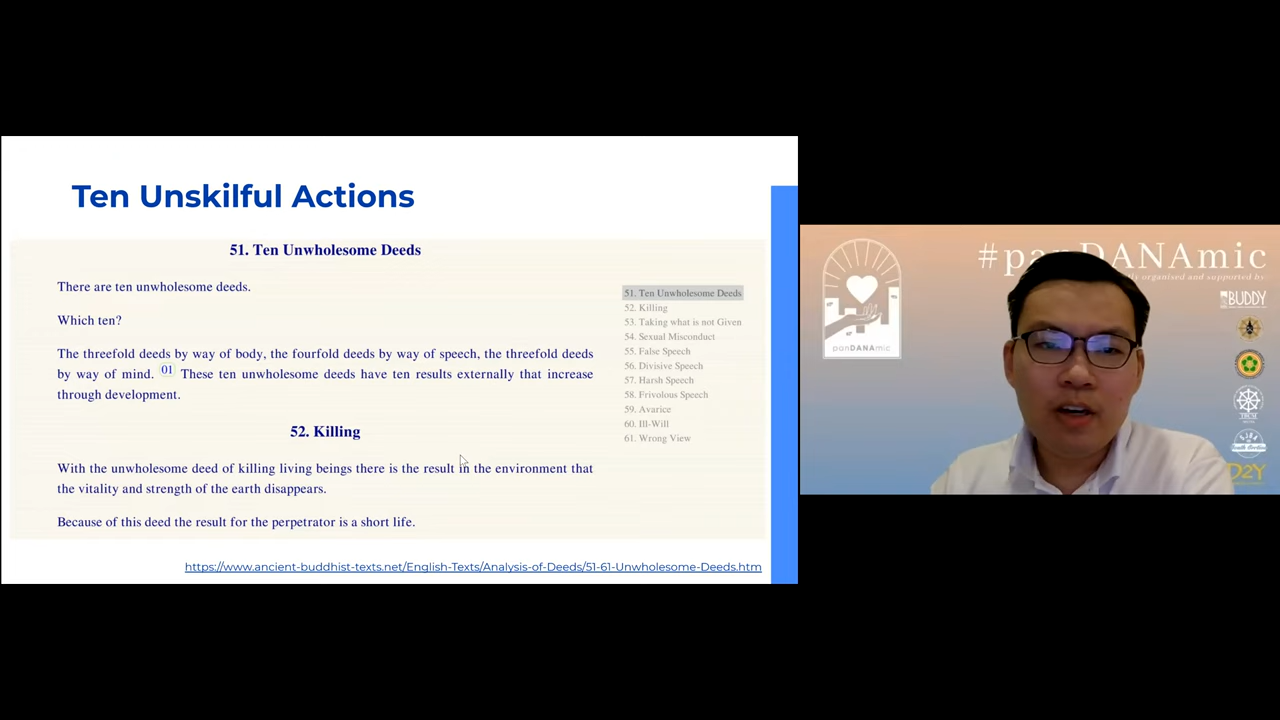 Ten Unskilful Actions
51. Ten Unwholesome Deeds
There are ten unwholesome deeds.
Which ten?
The threefold deeds by way of body, the fourfold deeds by way of speech, the threefold deeds
by way of mind. 01 These ten unwholesome deeds have ten results externally that increase
through development.
52. Killing
With the unwholesome deed of killing living beings there is the result in the environment that
the vitality and strength of the earth disappears.
Because of this deed the result for the perpetrator is a short life.
51. Ten Unwholesome Deeds
52. Killing
53. Taking what is not Given
54. Sexual Misconduct
55. False Speech
56. Divisive Speech
57. Harsh Speech
58. Frivolous Speech
59. Avarice
60. Ill-Will
61. Wrong View
https://www.ancient-buddhist-texts.net/English-Texts/Analysis-of-Deeds/51-61-Unwholesome-Deeds.htm
#panDANAmic
organised and supported by
panDANAmic
BUDDY
D2Y